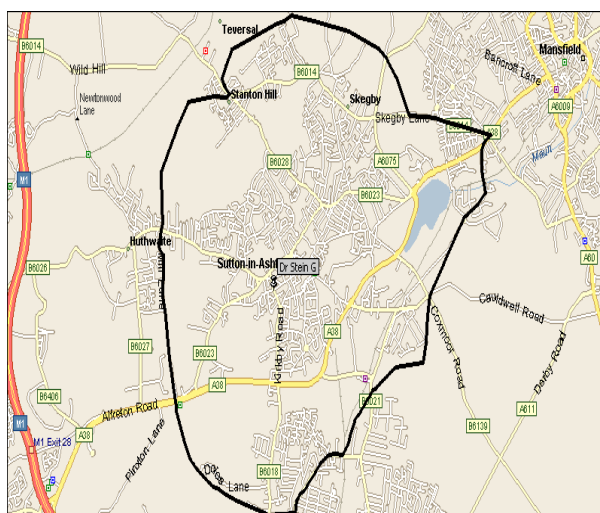 Teversal
B6014
Wild Hill
Mansfield
Bancroft Lane
Newtonwood
Lane
Stanton Hill
B6014
Skegby
A6009
Skegby Lane
A38
M1
B6028
A6075
Maun
B6023
Huthwaite
Sutton-in-Ash
Dr Stein G
B6026
A60
Cauldwell Road
Kirkby Road
A38
Coxmoor Road
Derby Road
B6027
B6023
B6406
A38
B6021
A611
Alfreton Road
M1
A38
B6139
M1 Exit 28
Pinxton Lane
B6018
Lane